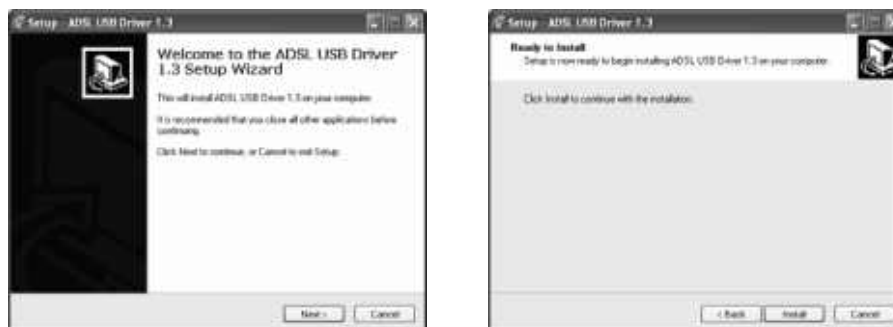 Setup - ADSL USB Driver 1.3
Welcome to the ADSL USB Driver
1.3 Setup Wizard
This will install ADSL USB Driver 1.3 on your computer.
It is recommended that you close all other applications before
continuing.
Click Next to continue, or Cancel to exit Setup.
Next >
Cancel
Setup - ADSL USB Driver 1.3
Ready to Install
Setup is now ready to begin installing ADSL USB Driver 1.3 on your computer.
Click Install to continue with the installation.
< Back
Install
Cancel